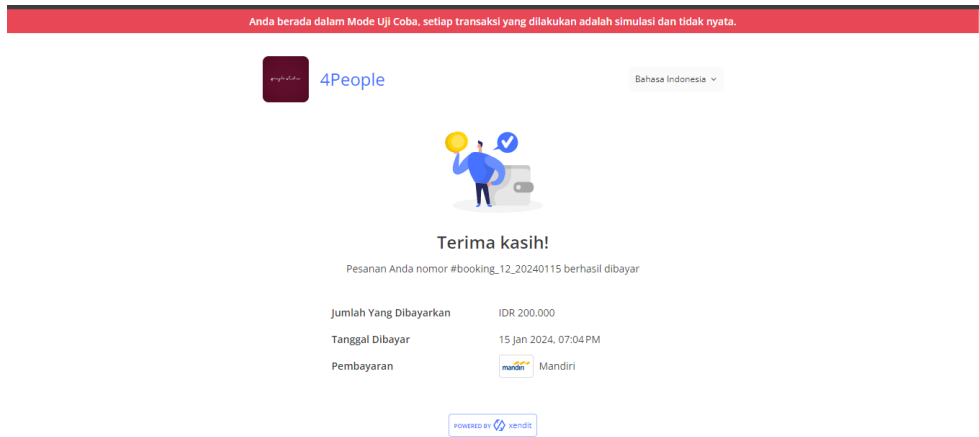 Anda berada dalam Mode Uji Coba, setiap transaksi yang dilakukan adalah simulasi dan tidak nyata.
4People
Bahasa Indonesia
Terima kasih!
Pesanan Anda nomor #booking_12_20240115 berhasil dibayar
Jumlah Yang Dibayarkan IDR 200.000
Tanggal Dibayar 15 Jan 2024, 07:04PM
Pembayaran mandiri Mandiri
POWERED BY xendit